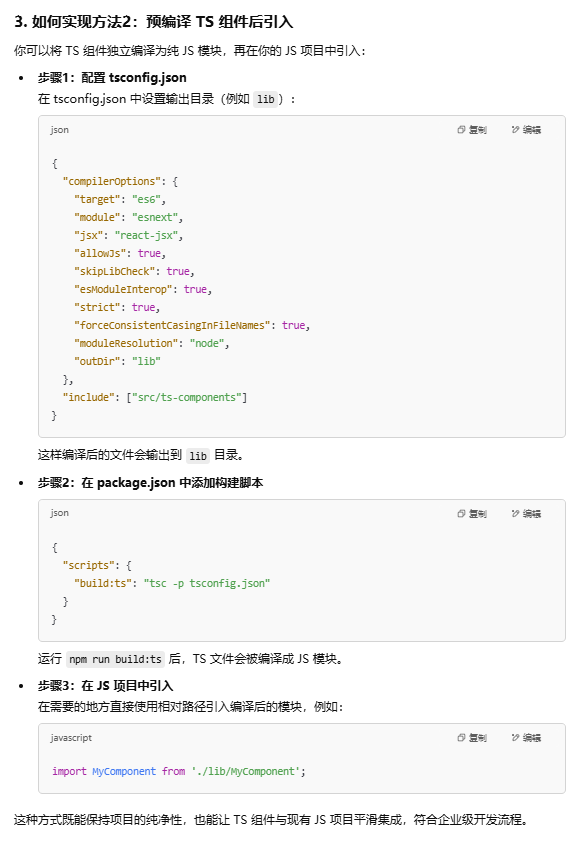 3. 如何实现方法2：预编译 TS 组件后引入
你可以将 TS 组件独立编译为纯 JS 模块，再在你的 JS 项目中引入：
• 步骤1：配置 tsconfig.json
在 tsconfig.json 中设置输出目录（例如 lib）：
json 复制 编辑
{
  "compilerOptions": {
    "target": "es6",
    "module": "esnext",
    "jsx": "react-jsx",
    "allowJs": true,
    "skipLibCheck": true,
    "esModuleInterop": true,
    "strict": true,
    "forceConsistentCasingInFileNames": true,
    "moduleResolution": "node",
    "outDir": "lib"
  },
  "include": ["src/ts-components"]
}
这样编译后的文件会输出到 lib 目录。
• 步骤2：在 package.json 中添加构建脚本
json 复制 编辑
{
  "scripts": {
    "build:ts": "tsc -p tsconfig.json"
  }
}
运行 npm run build:ts 后，TS 文件会被编译成 JS 模块。
• 步骤3：在 JS 项目中引入
在需要的地方直接使用相对路径引入编译后的模块，例如：
javascript 复制 编辑
import MyComponent from './lib/MyComponent';
这种方式既能保持项目的纯净性，也能让 TS 组件与现有 JS 项目平滑集成，符合企业级开发流程。